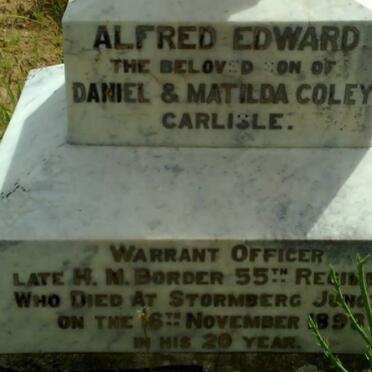 ALFRED EDWARD
THE BELOVED SON OF
DANIEL & MATILDA COLEY
CARLISLE.
WARRANT OFFICER
LATE H. M. BORDER 55TH
WHO DIED AT STORMBERG
ON THE 6TH NOVEMBER
IN HIS 20 YEAR.